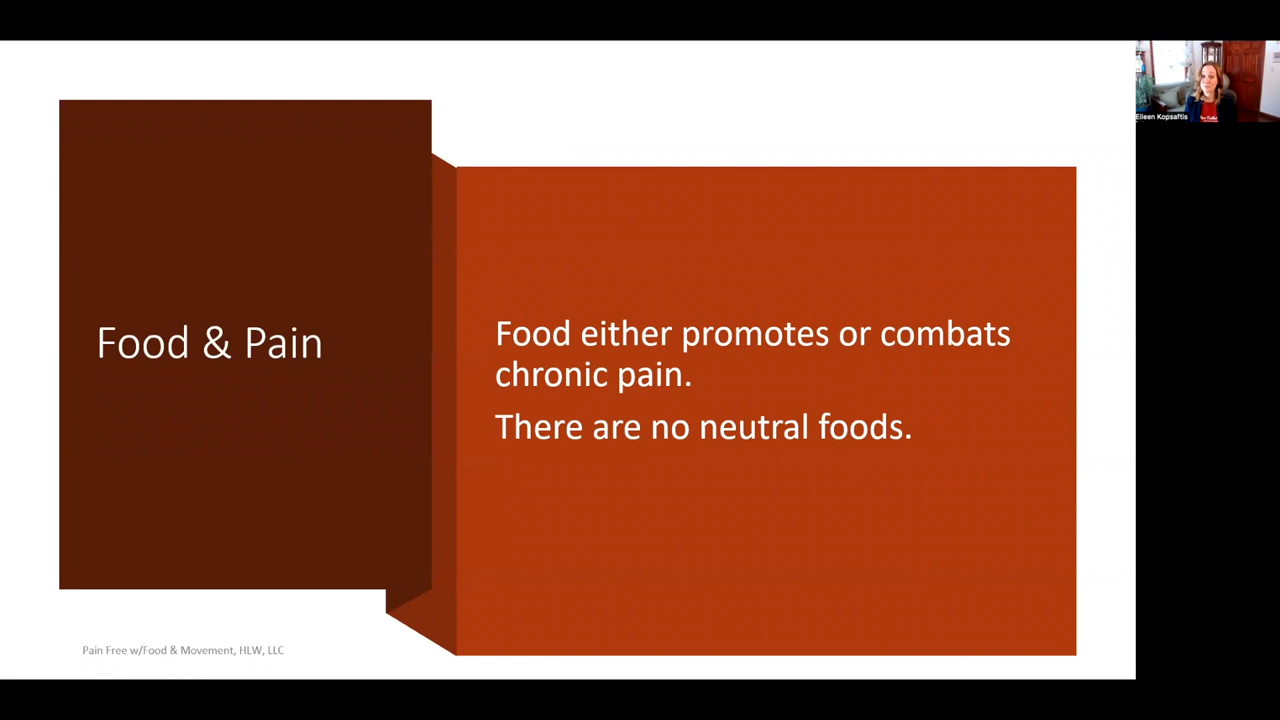 Food & Pain
Food either promotes or combats
chronic pain.
There are no neutral foods.
Pain Free w/Food & Movement, HLW, LLC
Eileen Kopsaftis